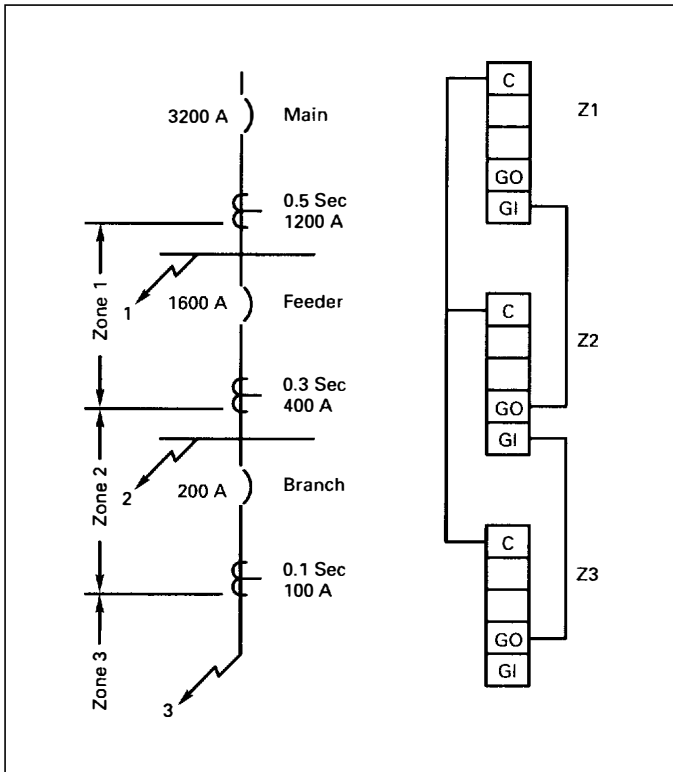 3200 A
Main
0.5 Sec
1200 A
Zone 1
1
1600 A
Feeder
0.3 Sec
400 A
Zone 2
2
200 A
Branch
0.1 Sec
100 A
Zone 3
3
C
GO
GI
Z1
C
GO
GI
Z2
C
GO
GI
Z3